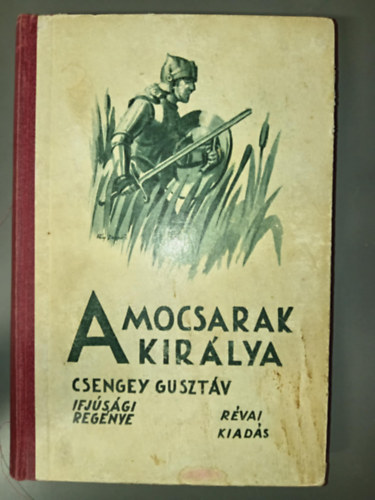 A MOCSARAK
KIRÁLYA
CSENGEY GUSZTÁV
IFJÚSÁGI
REGÉNYE
RÉVAI
KIADÁS